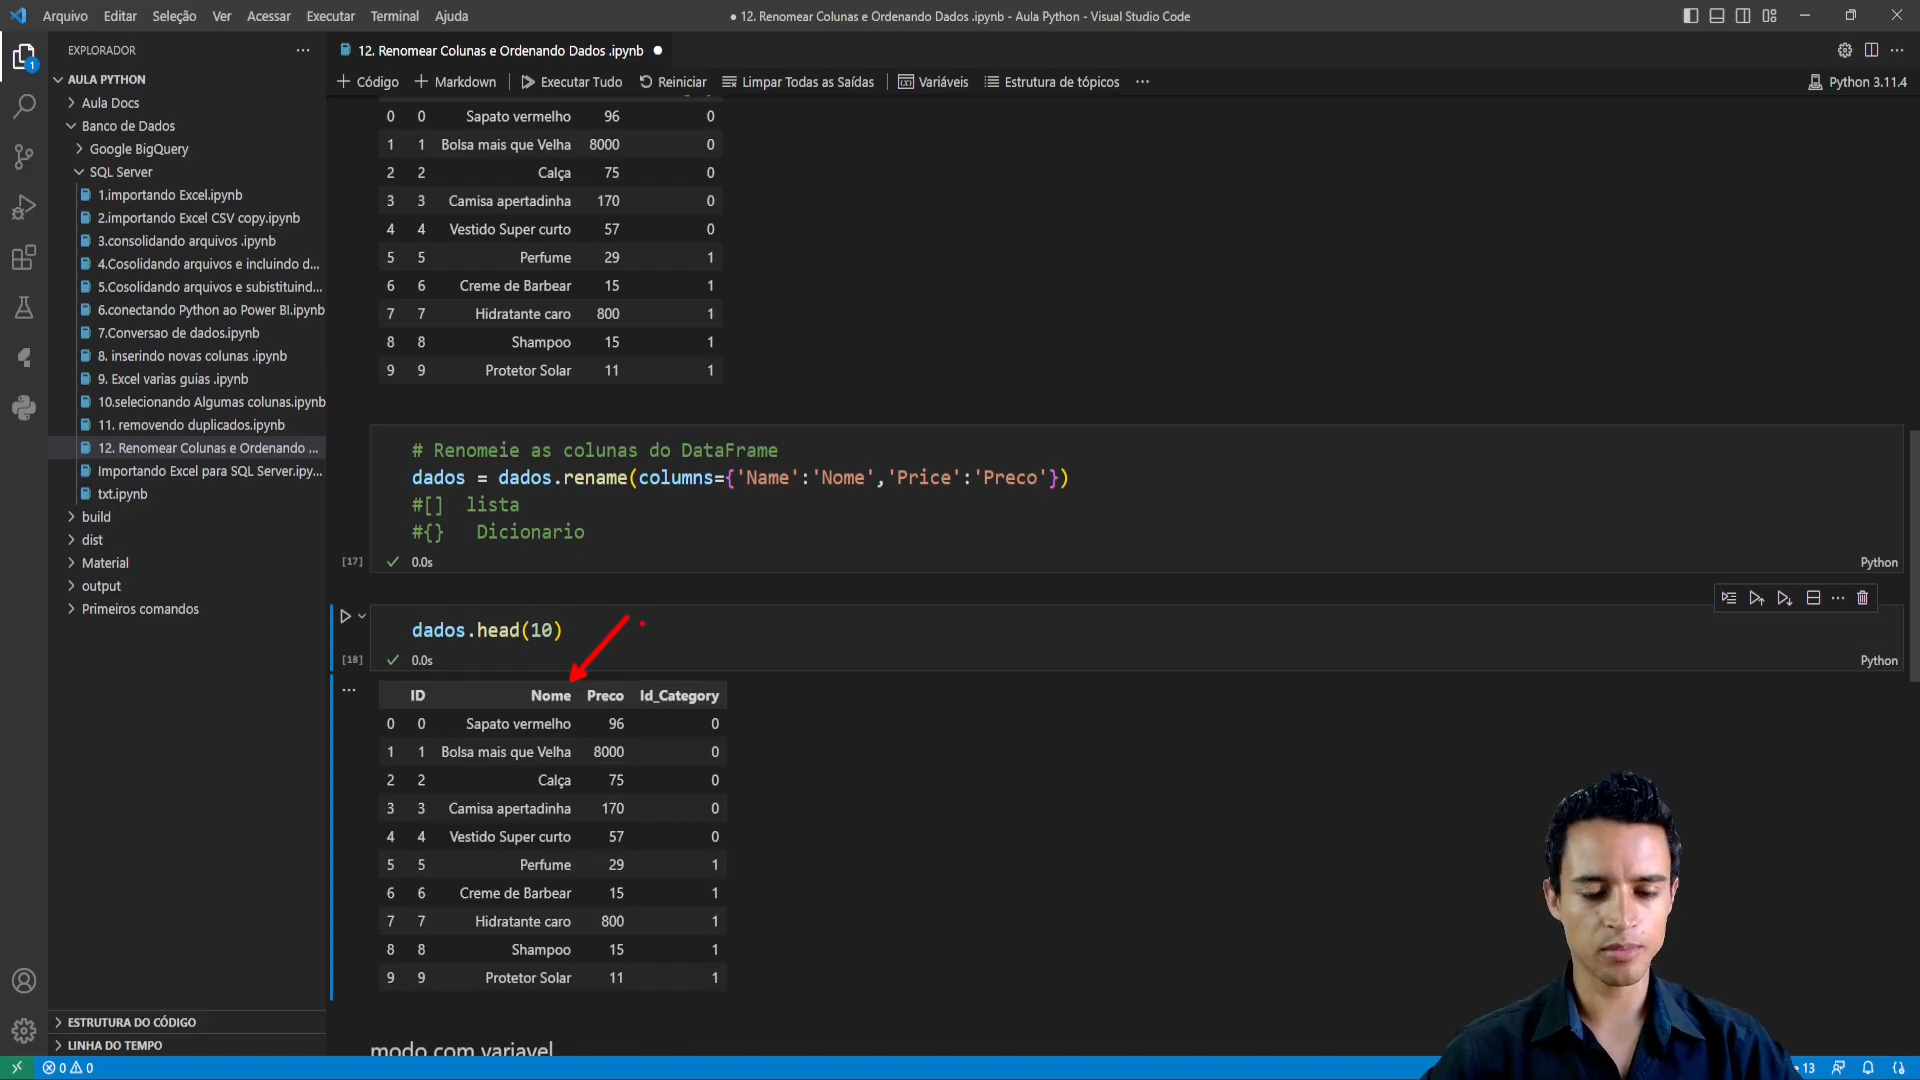 Arquivo Editar Seleção Ver Acessar Executar Terminal Ajuda
● 12. Renomear Colunas e Ordenando Dados .ipynb - Aula Python - Visual Studio Code
EXPLORADOR
12. Renomear Colunas e Ordenando Dados .ipynb
AULA PYTHON
Aula Docs
Banco de Dados
Google BigQuery
SQL Server
1.importando Excel.ipynb
2.importando Excel CSV copy.ipynb
3.consolidando arquivos .ipynb
4.Cosolidando arquivos e incluindo d...
5.Cosolidando arquivos e subistituind...
6.conectando Python ao Power BI.ipynb
7.Conversao de dados.ipynb
8. inserindo novas colunas .ipynb
9. Excel varias guias .ipynb
10.selecionando Algumas colunas.ipynb
11. removendo duplicados.ipynb
12. Renomear Colunas e Ordenando ...
Importando Excel para SQL Server.ipy...
txt.ipynb
build
dist
Material
output
Primeiros comandos
ESTRUTURA DO CÓDIGO
LINHA DO TEMPO
Código Markdown Executar Tudo Reiniciar Limpar Todas as Saídas Variáveis Estrutura de tópicos ... Python 3.11.4
0 0 Sapato vermelho 96 0
1 1 Bolsa mais que Velha 8000 0
2 2 Calça 75 0
3 3 Camisa apertadinha 170 0
4 4 Vestido Super curto 57 0
5 5 Perfume 29 1
6 6 Creme de Barbear 15 1
7 7 Hidratante caro 800 1
8 8 Shampoo 15 1
9 9 Protetor Solar 11 1
# Renomeie as colunas do DataFrame
dados = dados.rename(columns={'Name':'Nome','Price':'Preco'})
#[] lista
#{} Dicionario
[17] 0.0s Python
dados.head(10)
[18] 0.0s Python
ID Nome Preco Id_Category
0 0 Sapato vermelho 96 0
1 1 Bolsa mais que Velha 8000 0
2 2 Calça 75 0
3 3 Camisa apertadinha 170 0
4 4 Vestido Super curto 57 0
5 5 Perfume 29 1
6 6 Creme de Barbear 15 1
7 7 Hidratante caro 800 1
8 8 Shampoo 15 1
9 9 Protetor Solar 11 1
modo com variavel
0 0 13